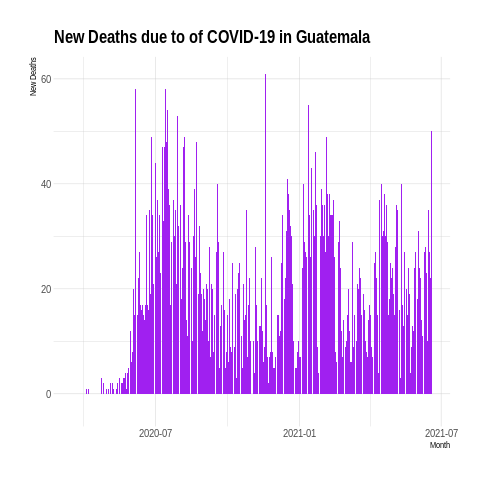 New Deaths due to of COVID-19 in Guatemala
New Deaths
60
40
20
0
2020-07
2021-01
2021-07
Month